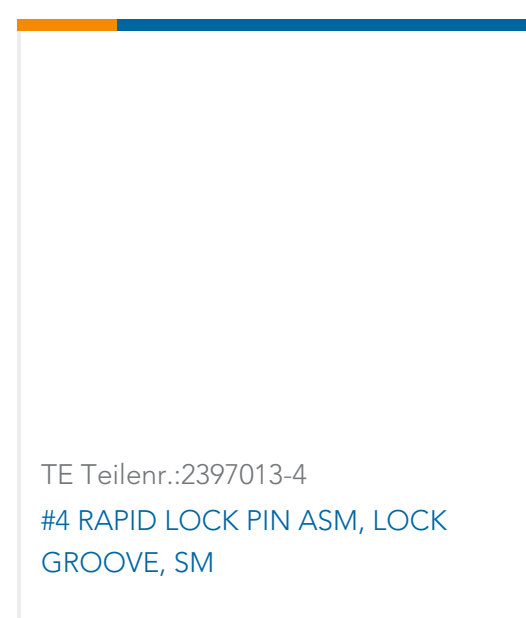 TE Teilenr.:2397013-4
#4 RAPID LOCK PIN ASM, LOCK
GROOVE, SM